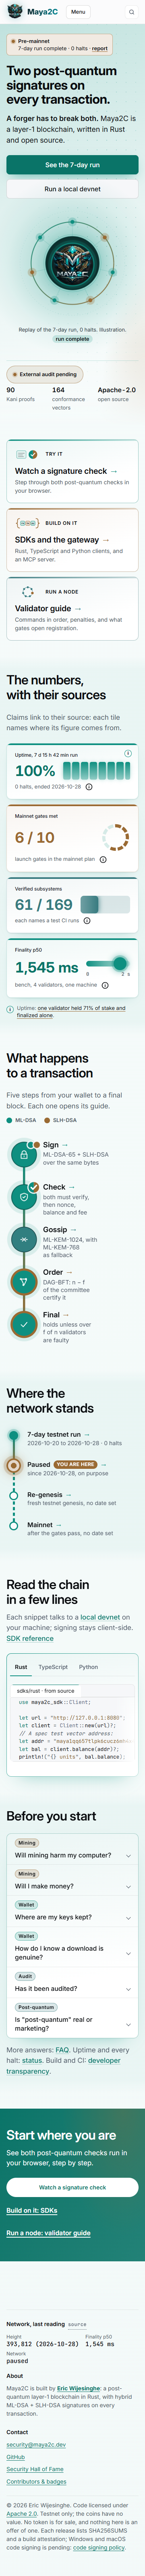 Maya2C
Menu
Pre-mainnet
7-day run complete · 0 halts · quorum report
Two post-quantum
signatures on
every transaction.
A forger has to break both. Maya2C is
a layer-1 blockchain, written in Rust
and open source.
See the 7-day run
Run a local devnet
MAYA2C
Replay of the 7-day run, 0 halts. Illustration.
run complete
External audit pending
90
Kani proofs
164
conformance
vectors
Apache-2.0
open source
TRY IT
Watch a signature check →
Step through both post-quantum checks in
your browser.
BUILD ON IT
SDKs and the gateway →
Rust, TypeScript and Python clients, and
an MCP server.
RUN A NODE
Validator guide →
Commands in order, penalties, and what
gates open registration.
The numbers,
with their sources
Claims link to their source: each tile
names where its figure comes from.
Uptime, 7 d 15 h 42 min run
100%
0 halts, ended 2026-10-28
Mainnet gates met
6 / 10
launch gates in the mainnet plan
Verified subsystems
61 / 169
each names a test CI runs
Finality p50
1,545 ms
0
2 s
bench, 4 validators, one machine
Uptime: one validator held 71% of stake and
finalized alone.
What happens
to a transaction
Five steps from your wallet to a final
block. Each one opens its guide.
ML-DSA
SLH-DSA
Sign →
ML-DSA-65 + SLH-DSA
over the same bytes
Check →
both must verify,
then nonce,
balance and fee
Gossip →
ML-KEM-1024, with
ML-KEM-768
as fallback
Order →
DAG-BFT: n − f
of the committee
certify it
Final →
holds unless over
f of n validators
are faulty
Where the
network stands
7-day testnet run →
2026-10-20 to 2026-10-28 · 0 halts
Paused YOU ARE HERE →
since 2026-10-28, on purpose
Re-genesis →
fresh testnet genesis, no date set
Mainnet →
after the gates pass, no date set
Read the chain
in a few lines
Each snippet talks to a local devnet on
your machine; signing stays client-side.
SDK reference
Rust
TypeScript
Python
sdks/rust · from source
use maya2c_sdk::Client;
let url = "http://127.0.0.1:8080";
let client = Client::new(url)?;
// A spec test vector address:
let bal = client.balance(addr)?;
println!("{} units", bal.balance);
Before you start
Mining
Will mining harm my computer?
Mining
Will I make money?
Wallet
Where are my keys kept?
Wallet
How do I know a download is
genuine?
Audit
Has it been audited?
Post-quantum
Is "post-quantum" real or
marketing?
More answers: FAQ. Uptime and every
halt: status. Build and CI: developer
transparency.
Start where you are
See both post-quantum checks run in
your browser, step by step.
Watch a signature check
Build on it: SDKs
Run a node: validator guide
Network, last reading source
Height
393,812 (2026-10-28)
Finality p50
1,545 ms
Network
paused
About
Maya2C is built by Eric Wijesinghe: a post-
quantum layer-1 blockchain in Rust, with hybrid
ML-DSA + SLH-DSA signatures on every
transaction.
Contact
security@maya2c.dev
GitHub
Security Hall of Fame
Contributors & badges
© 2026 Eric Wijesinghe. Code licensed under
Apache 2.0. Testnet only; the coins have no
value. No token is for sale, and nothing here is an
offer of one. Each release lists SHA256SUMS
and a build attestation; Windows and macOS
code signing is pending: code signing policy.